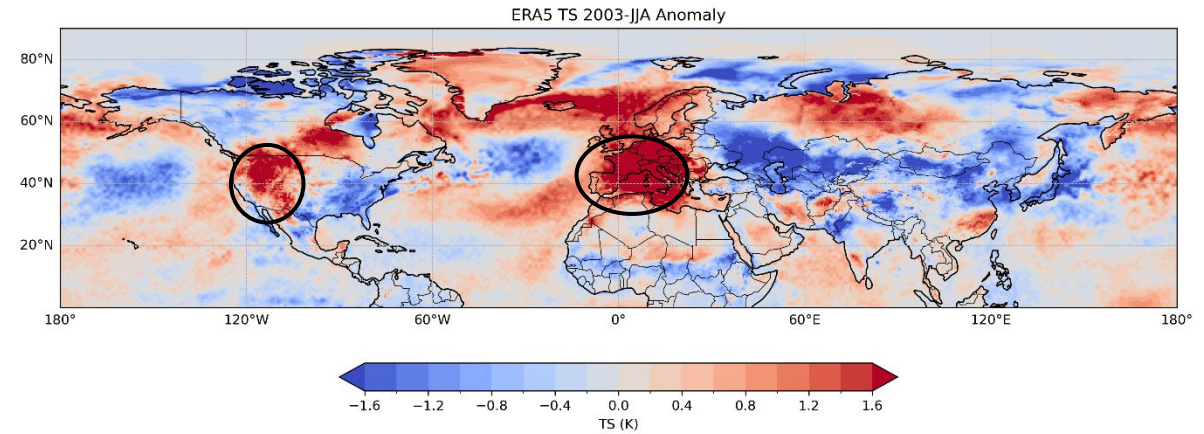 ERA5 TS 2003-JJA Anomaly
80°N
60°N
40°N
20°N
180° 120°W 60°W 0° 60°E 120°E 180°
−1.6 −1.2 −0.8 −0.4 0.0 0.4 0.8 1.2 1.6
TS (K)